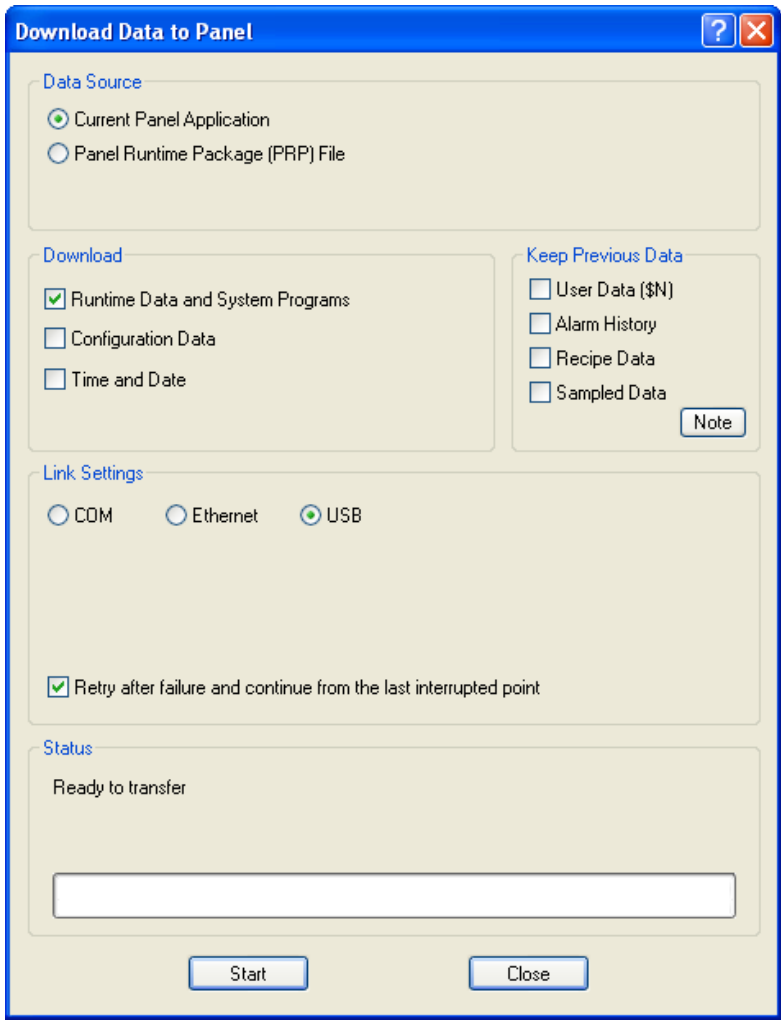 Download Data to Panel
Data Source
Current Panel Application
Panel Runtime Package (PRP) File
Download
Runtime Data and System Programs
Configuration Data
Time and Date
Keep Previous Data
User Data ($N)
Alarm History
Recipe Data
Sampled Data
Note
Link Settings
COM Ethernet USB
Retry after failure and continue from the last interrupted point
Status
Ready to transfer
Start Close